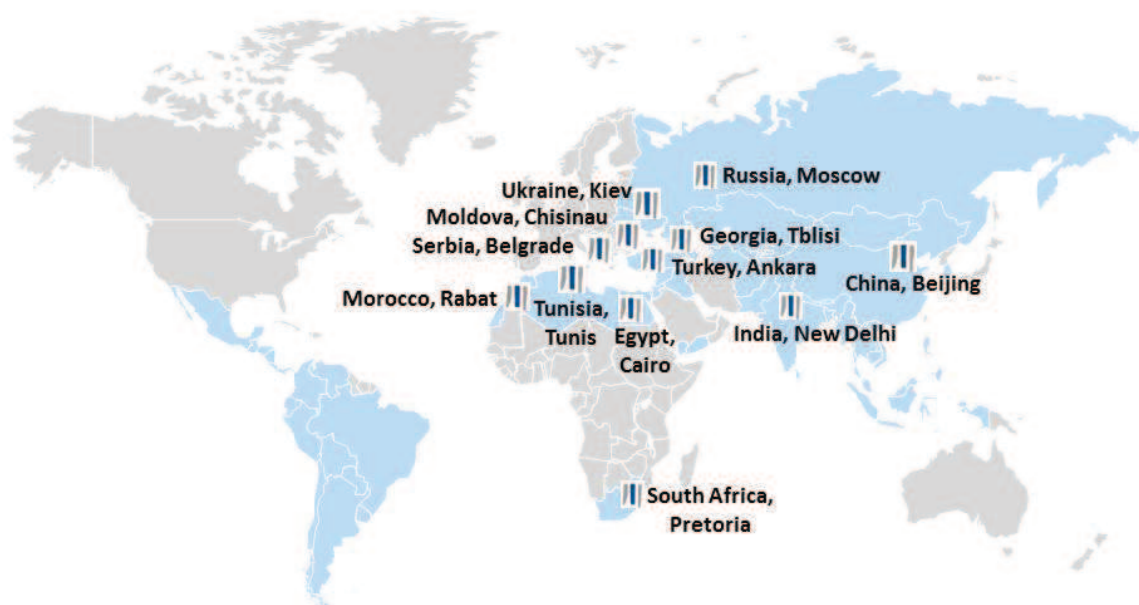 Russia, Moscow
Ukraine, Kiev
Moldova, Chisinau
Serbia, Belgrade
Georgia, Tblisi
Turkey, Ankara
China, Beijing
Morocco, Rabat
Tunisia,
Tunis
Egypt,
Cairo
India, New Delhi
South Africa,
Pretoria